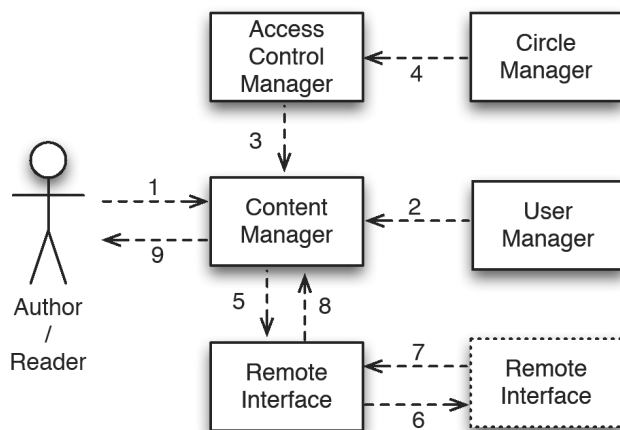 Access
Control
Manager
Circle
Manager
4
3
1
Content
Manager
2
User
Manager
9
Author
/
Reader
5
8
Remote
Interface
7
6
Remote
Interface